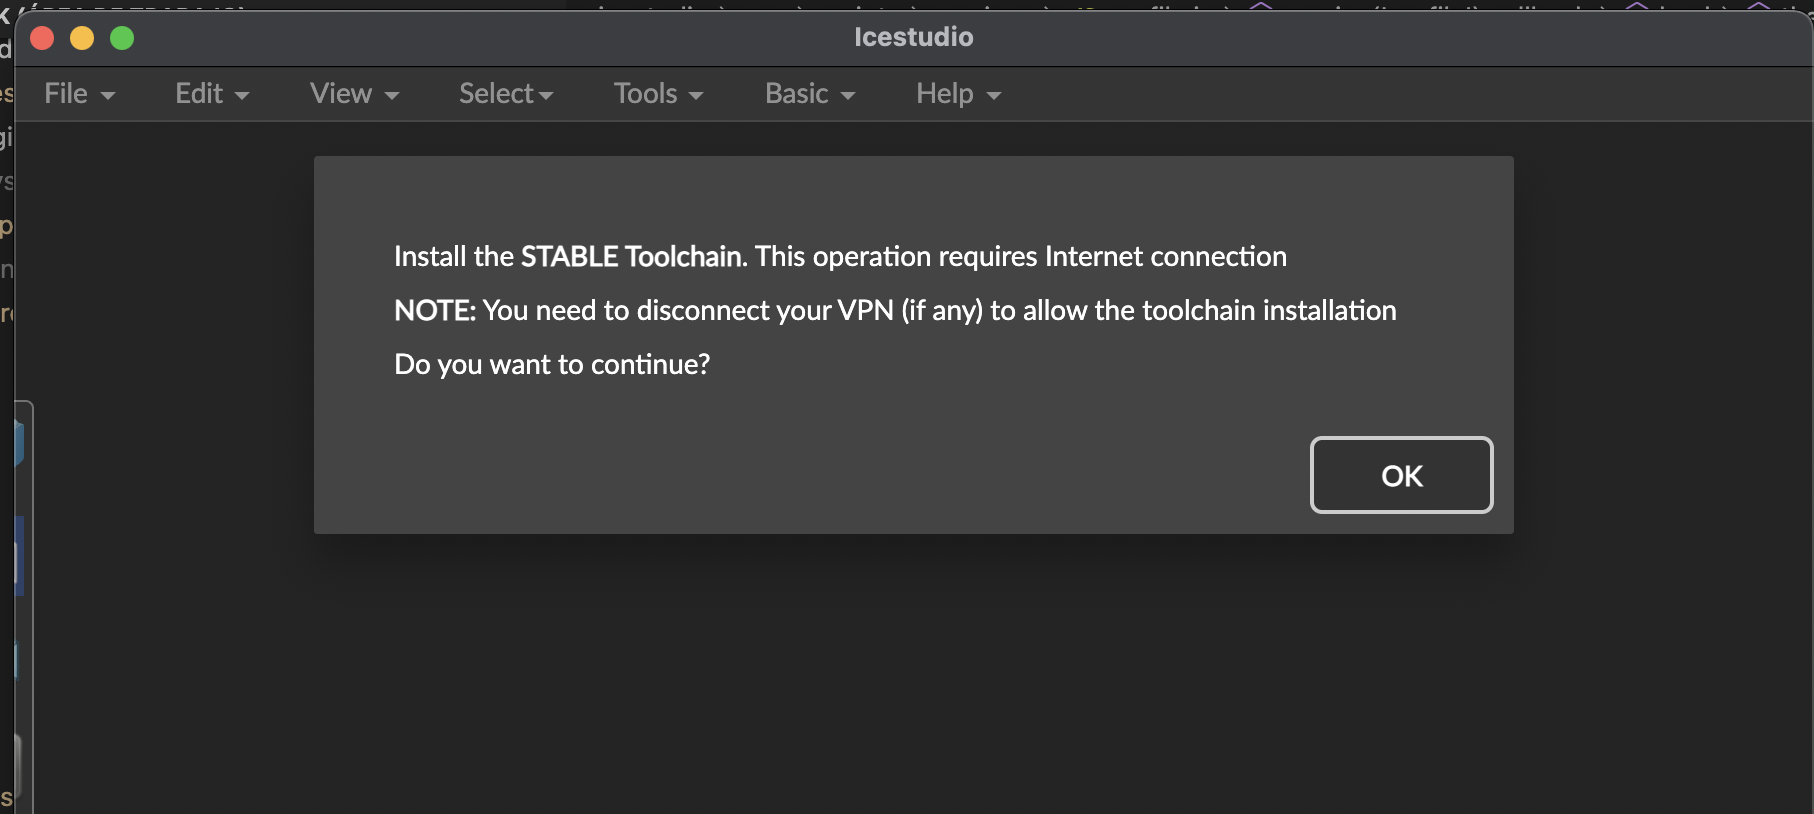 Icestudio
File Edit View Select Tools Basic Help
Install the STABLE Toolchain. This operation requires Internet connection
NOTE: You need to disconnect your VPN (if any) to allow the toolchain installation
Do you want to continue?
OK